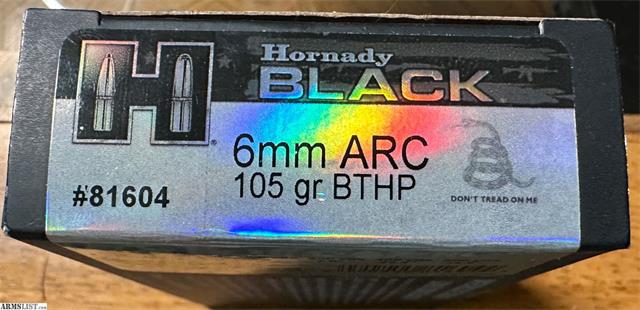 Hornady
BLACK
6mm ARC
105 gr BTHP
#81604
DON'T TREAD ON ME
ARMSLIST.com